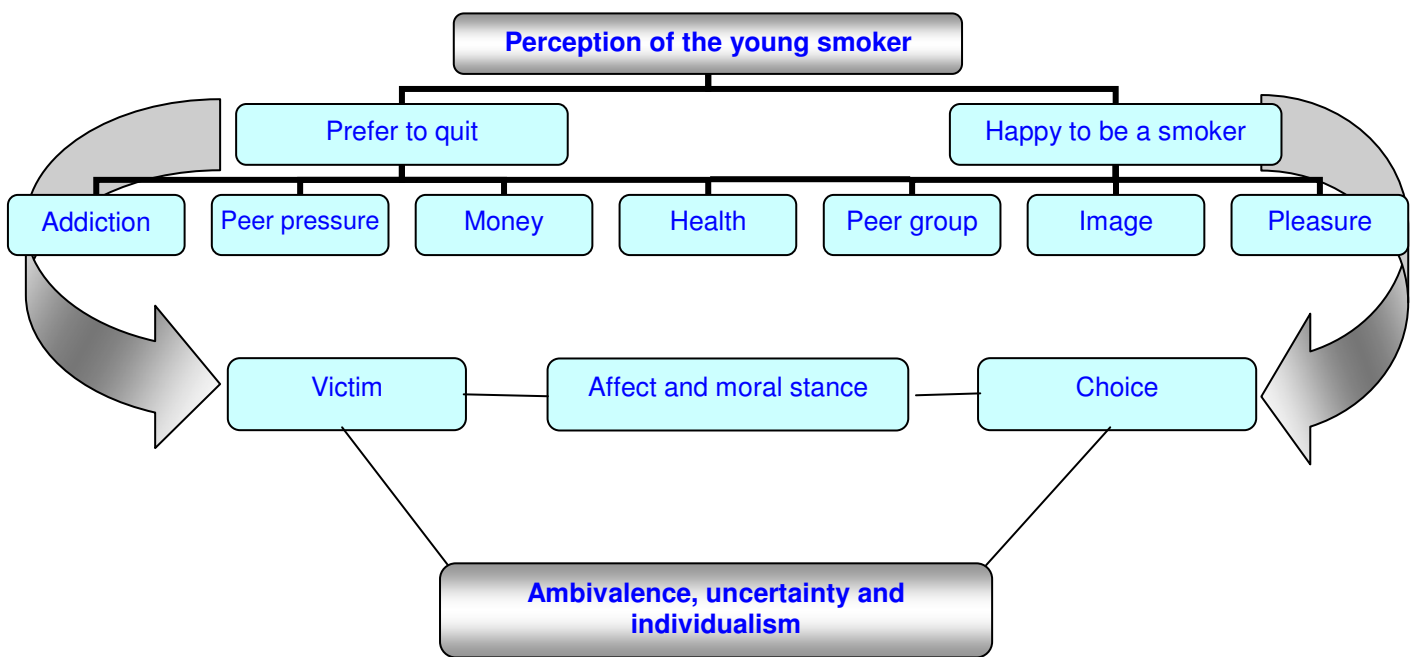 Perception of the young smoker
Prefer to quit
Happy to be a smoker
Addiction
Peer pressure
Money
Health
Peer group
Image
Pleasure
Victim
Affect and moral stance
Choice
Ambivalence, uncertainty and
individualism